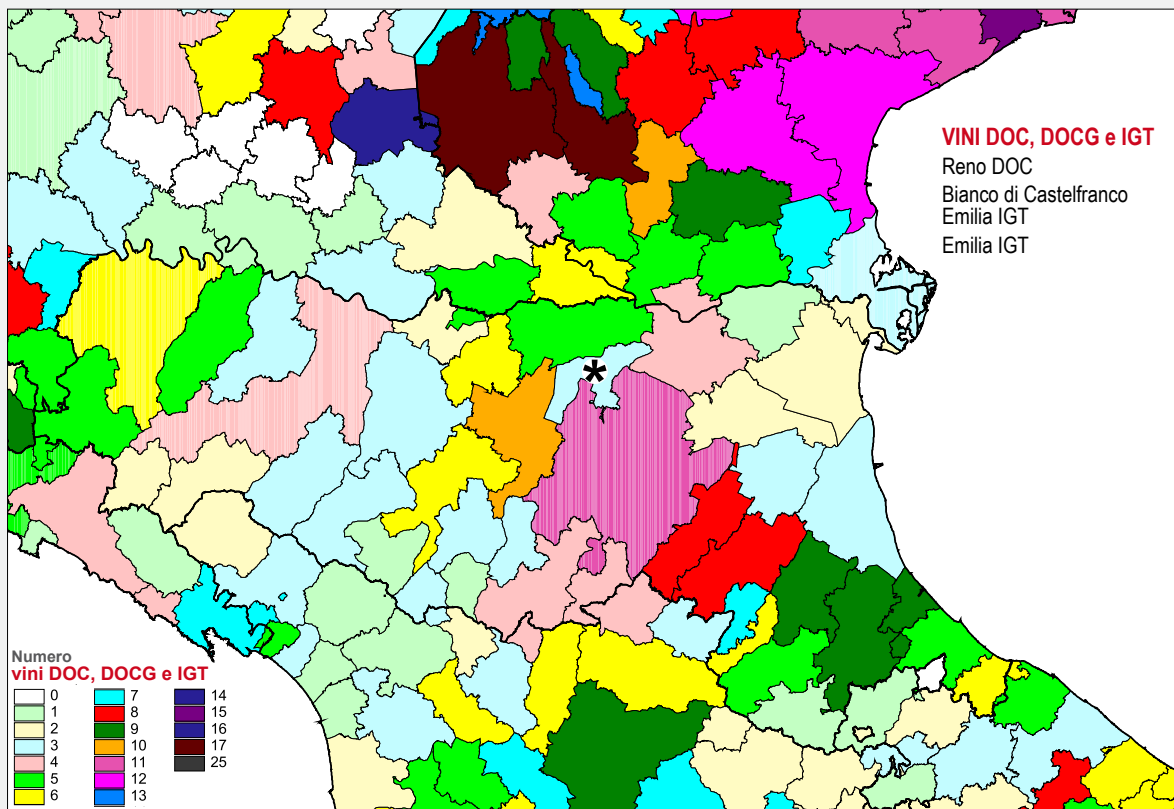 VINI DOC, DOCG e IGT
Reno DOC
Bianco di Castelfranco
Emilia IGT
Emilia IGT
*
Numero
vini DOC, DOCG e IGT
0
1
2
3
4
5
6
7
8
9
10
11
12
13
14
15
16
17
25